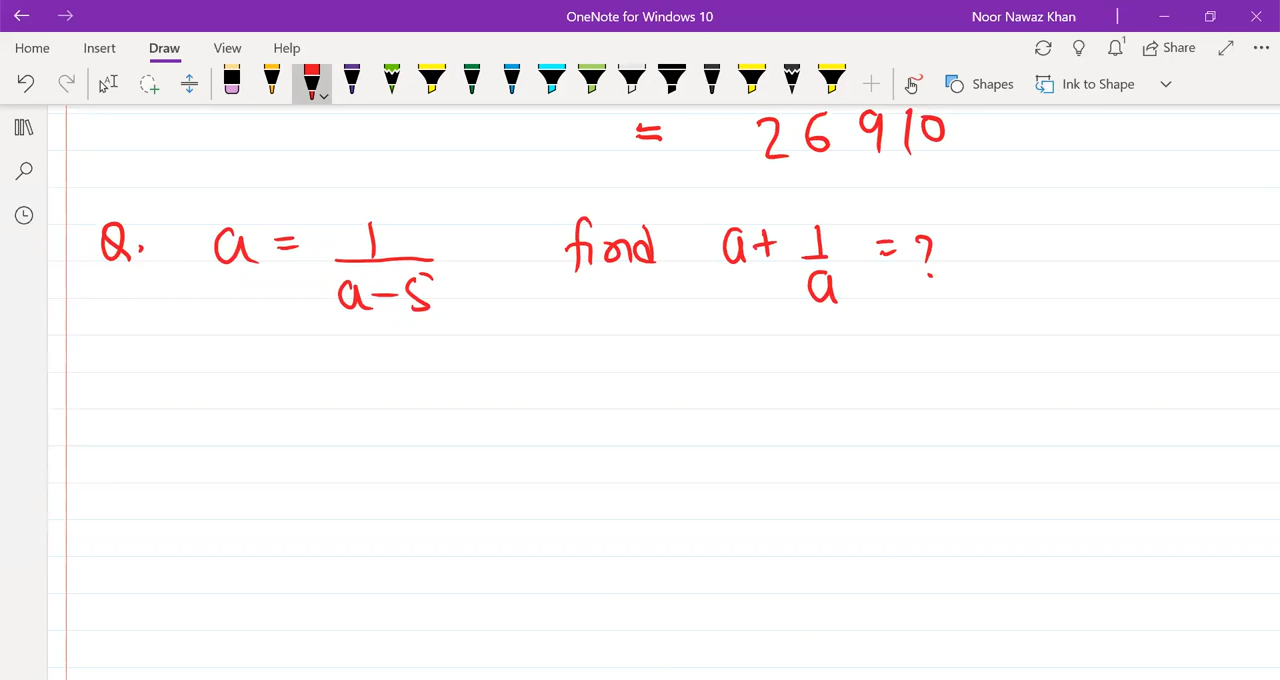 OneNote for Windows 10
Noor Nawaz Khan
Home Insert Draw View Help
1
Share
Shapes
Ink to Shape
= 26910
Q. a = 1/(a-5) find a + 1/a = ?